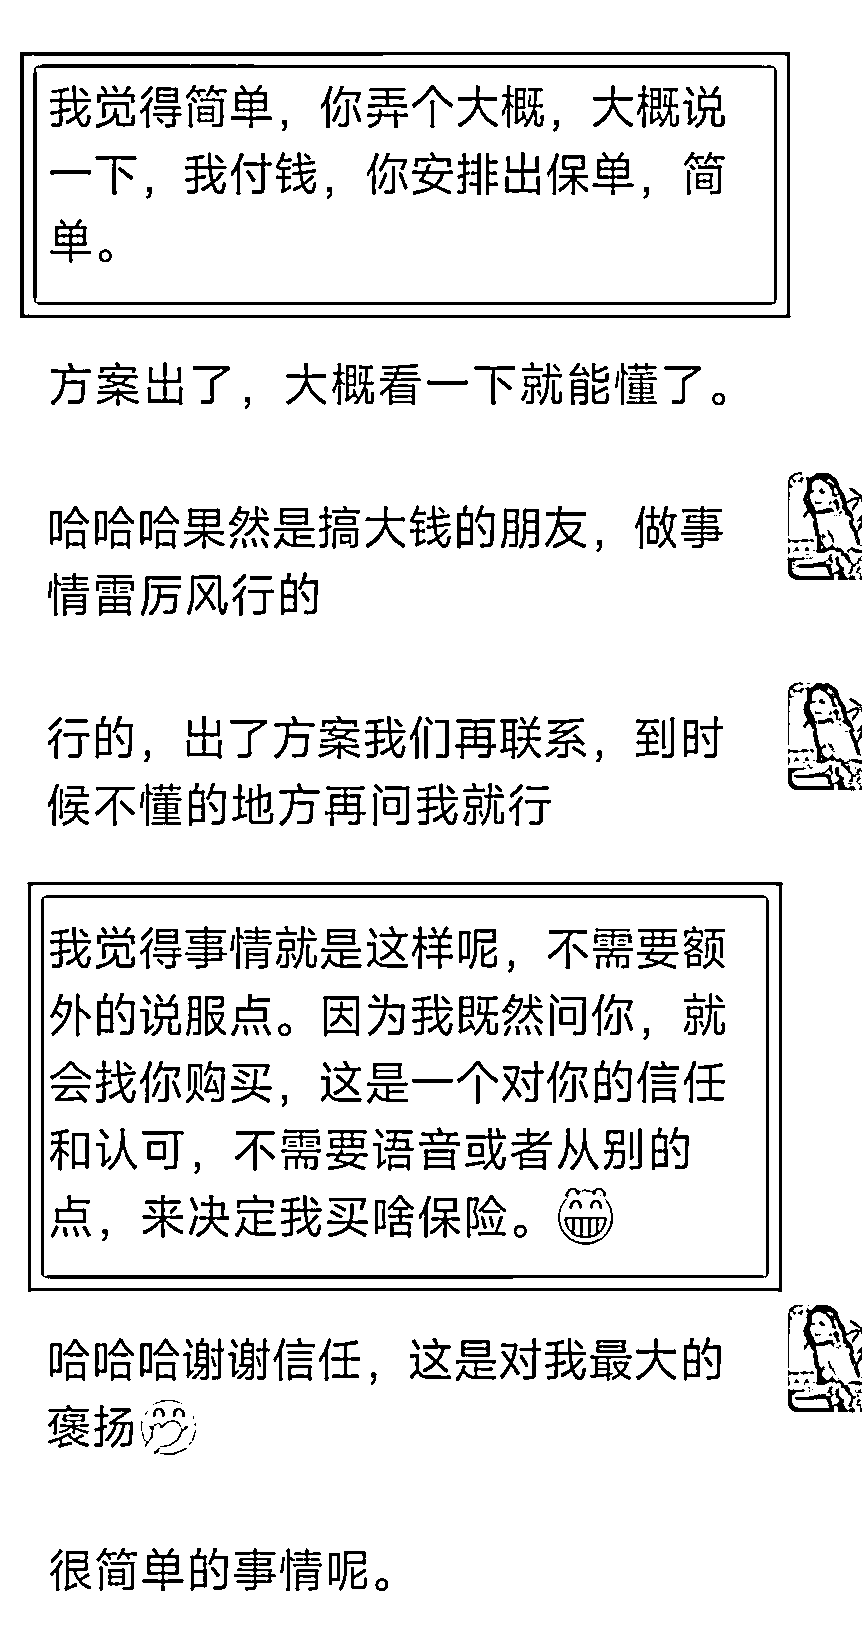 我觉得简单，你弄个大概，大概说
一下，我付钱，你安排出保单，简
单。
方案出了，大概看一下就能懂了。
哈哈哈果然是搞大钱的朋友，做事
情雷厉风行的
行的，出了方案我们再联系，到时
候不懂的地方再问我就行
我觉得事情就是这样呢，不需要额
外的说服点。因为我既然问你，就
会找你购买，这是一个对你的信任
和认可，不需要语音或者从别的
点，来决定我买啥保险。
哈哈哈谢谢信任，这是对我最大的
褒扬
很简单的事情呢。